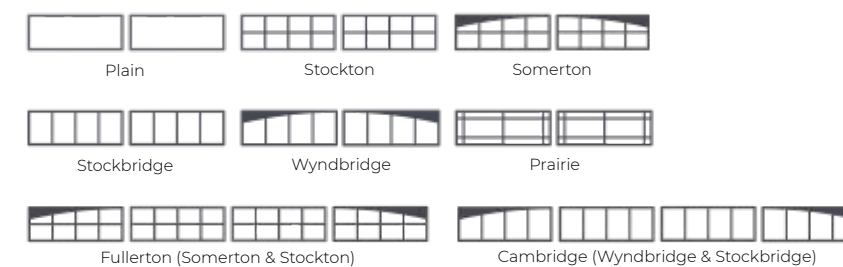 Plain
Stockton
Somerton
Stockbridge
Wyndbridge
Prairie
Fullerton (Somerton & Stockton)
Cambridge (Wyndbridge & Stockbridge)